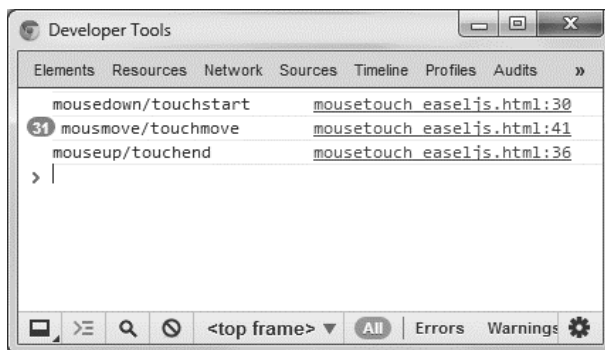 Developer Tools
Elements Resources Network Sources Timeline Profiles Audits »
mousedown/touchstart mousetouch_easeljs.html:30
31 mousmove/touchmove mousetouch_easeljs.html:41
mouseup/touchend mousetouch_easeljs.html:36
>
<top frame> ▼ All Errors Warnings